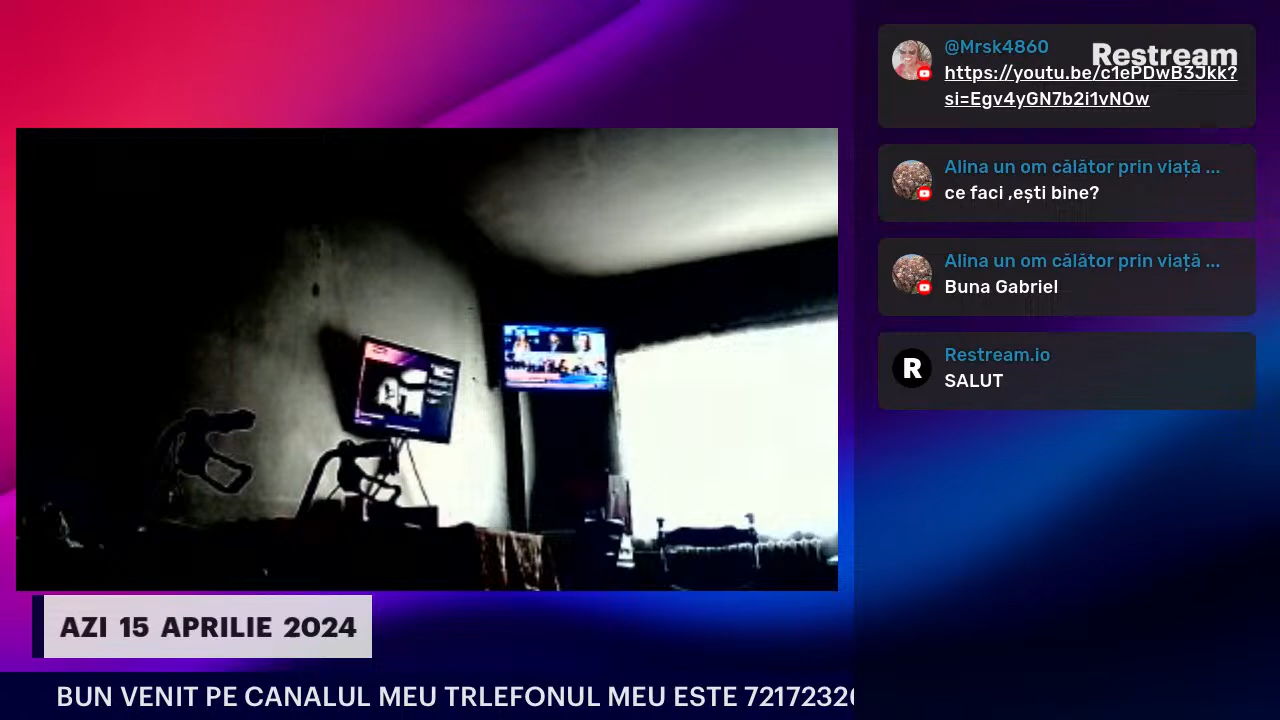 Restream
@Mrsk4860
https://youtu.be/c1ePDwB3Jkk?
si=Egv4yGN7b2i1vNOw
Alina un om călător prin viață ...
ce faci ,ești bine?
Alina un om călător prin viață ...
Buna Gabriel
R
Restream.io
SALUT
AZI 15 APRILIE 2024
BUN VENIT PE CANALUL MEU TRLEFONUL MEU ESTE 7217232